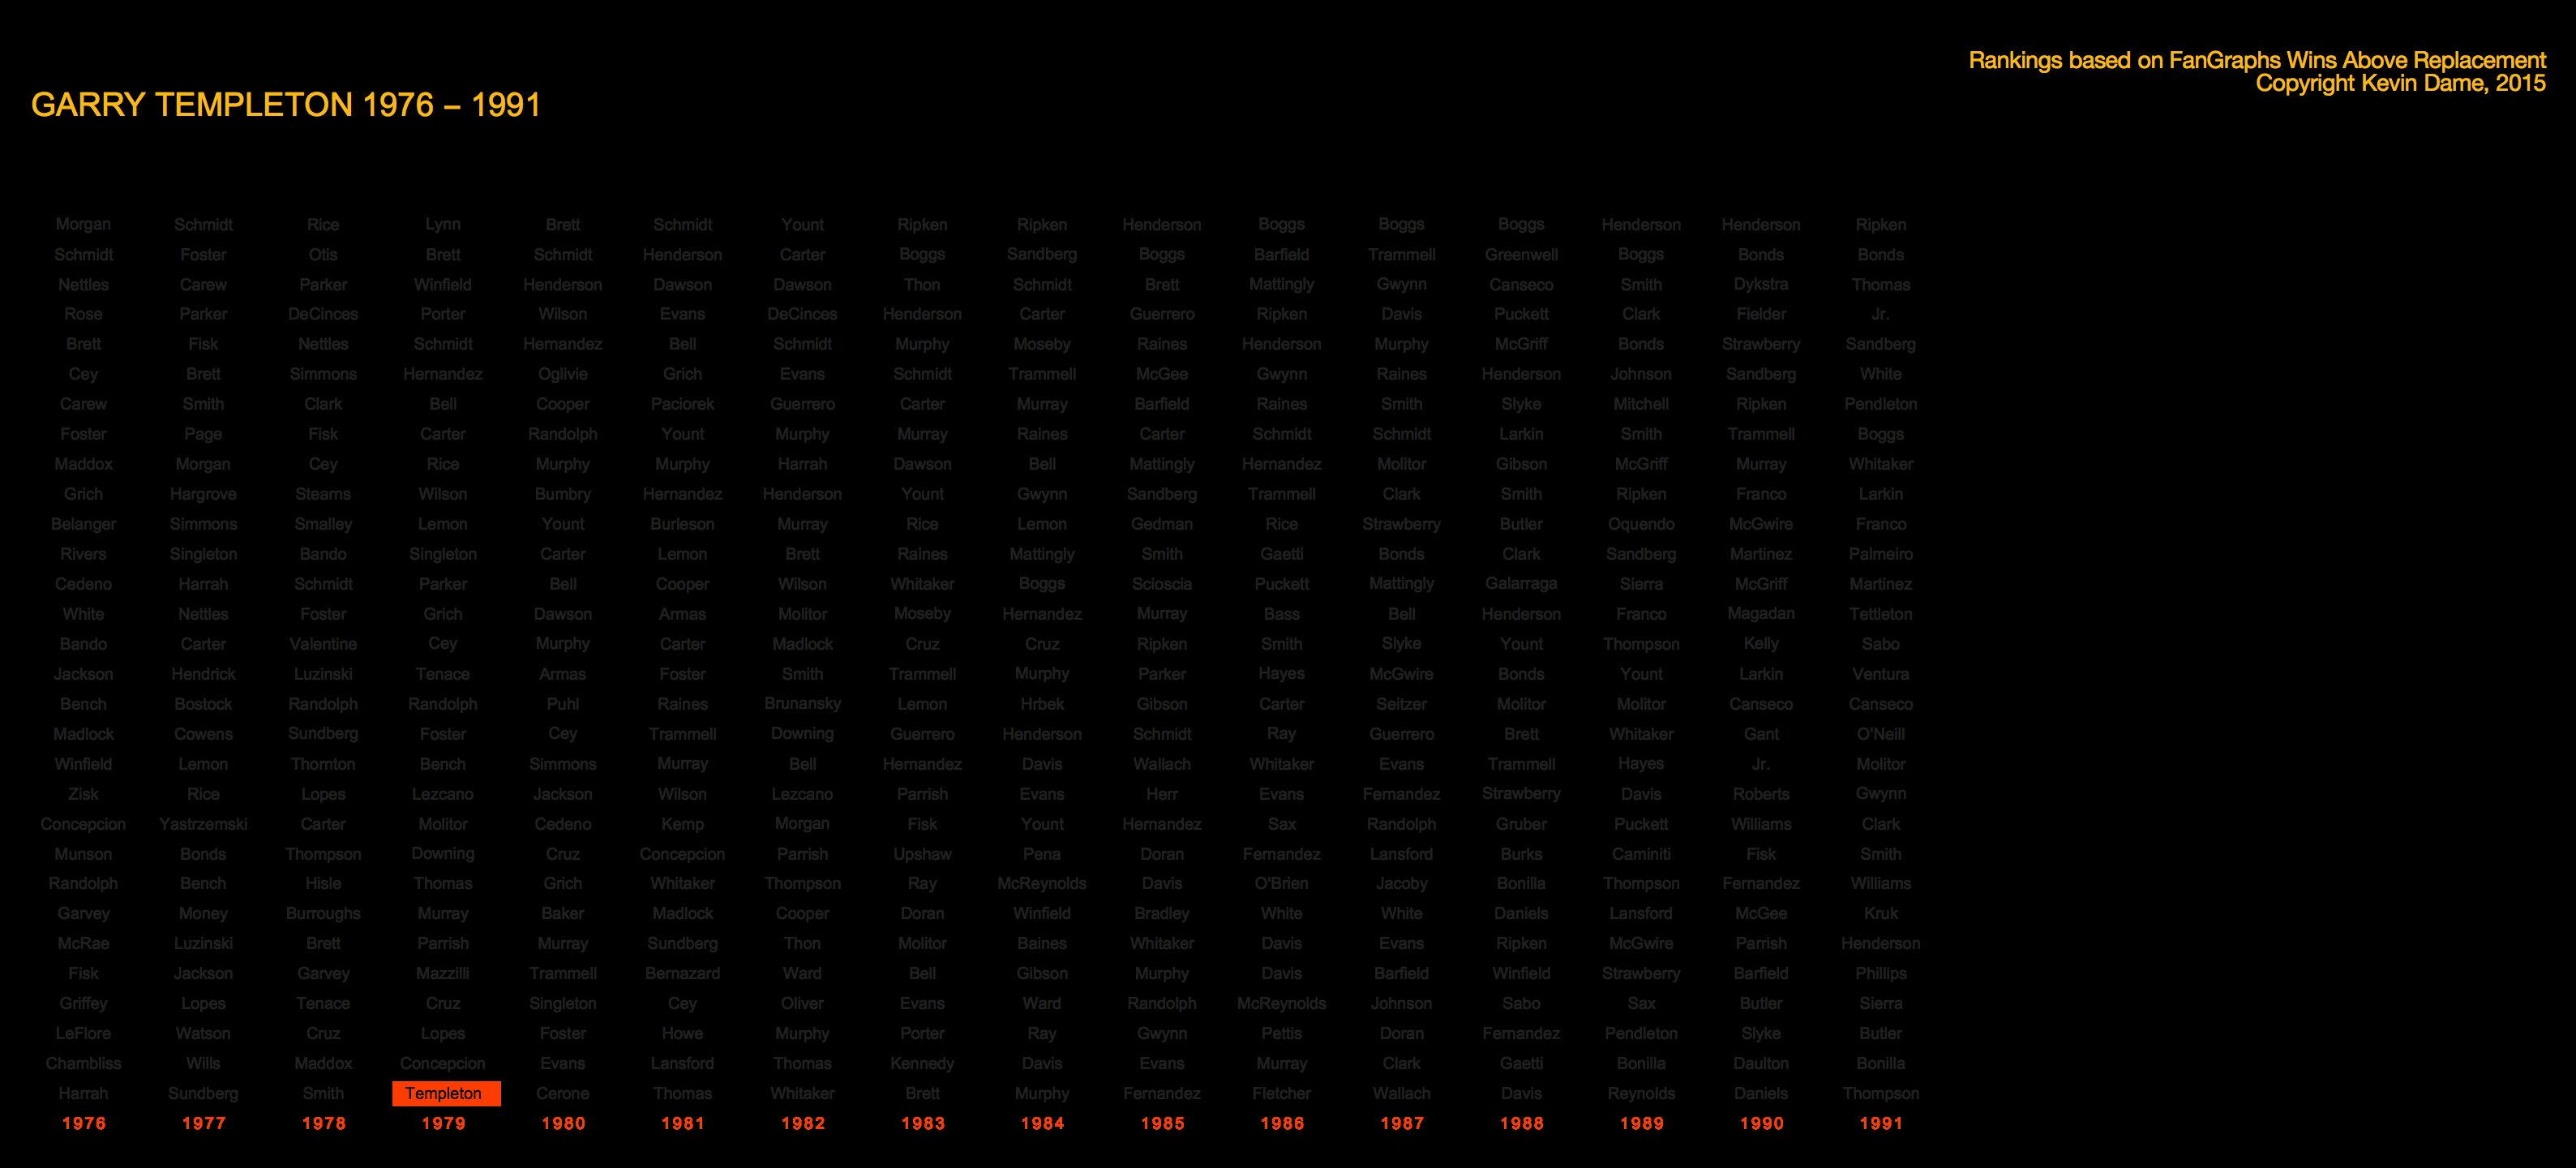 Rankings based on FanGraphs Wins Above Replacement
Copyright Kevin Dame, 2015
GARRY TEMPLETON 1976 – 1991
Morgan Schmidt Rice Lynn Brett Schmidt Yount Ripken Ripken Henderson Boggs Boggs Boggs Henderson Henderson Ripken
Schmidt Foster Otis Brett Schmidt Henderson Carter Boggs Sandberg Boggs Barfield Trammell Greenwell Boggs Bonds Bonds
Nettles Carew Parker Winfield Henderson Dawson Dawson Thon Schmidt Brett Mattingly Gwynn Canseco Smith Dykstra Thomas
Rose Parker DeCinces Porter Wilson Evans DeCinces Henderson Carter Guerrero Ripken Davis Puckett Clark Fielder Jr.
Brett Fisk Nettles Schmidt Hernandez Bell Schmidt Murphy Moseby Raines Henderson Murphy McGriff Bonds Strawberry Sandberg
Cey Brett Simmons Hernandez Oglivie Grich Evans Schmidt Trammell McGee Gwynn Raines Henderson Johnson Sandberg White
Carew Smith Clark Bell Cooper Paciorek Guerrero Carter Murray Barfield Raines Smith Slyke Mitchell Ripken Pendleton
Foster Page Fisk Carter Randolph Yount Murphy Murray Raines Carter Schmidt Schmidt Larkin Smith Trammell Boggs
Maddox Morgan Cey Rice Murphy Murphy Harrah Dawson Bell Mattingly Hernandez Molitor Gibson McGriff Murray Whitaker
Grich Hargrove Stearns Wilson Bumbry Hernandez Henderson Yount Gwynn Sandberg Trammell Clark Smith Ripken Franco Larkin
Belanger Simmons Smalley Lemon Yount Burleson Murray Rice Lemon Gedman Rice Strawberry Butler Oquendo McGwire Franco
Rivers Singleton Bando Singleton Carter Lemon Brett Raines Mattingly Smith Gaetti Bonds Clark Sandberg Martinez Palmeiro
Cedeno Harrah Schmidt Parker Bell Cooper Wilson Whitaker Boggs Scioscia Puckett Mattingly Galarraga Sierra McGriff Martinez
White Nettles Foster Grich Dawson Armas Molitor Moseby Hernandez Murray Bass Bell Henderson Franco Magadan Tettleton
Bando Carter Valentine Cey Murphy Carter Madlock Cruz Cruz Ripken Smith Slyke Yount Thompson Kelly Sabo
Jackson Hendrick Luzinski Tenace Armas Foster Smith Trammell Murphy Parker Hayes McGwire Bonds Yount Larkin Ventura
Bench Bostock Randolph Randolph Puhl Raines Brunansky Lemon Hrbek Gibson Carter Seitzer Molitor Molitor Canseco Canseco
Madlock Cowens Sundberg Foster Cey Trammell Downing Guerrero Henderson Schmidt Ray Guerrero Brett Whitaker Gant O'Neill
Winfield Lemon Thornton Bench Simmons Murray Bell Hernandez Davis Wallach Whitaker Evans Trammell Hayes Jr. Molitor
Zisk Rice Lopes Lezcano Jackson Wilson Lezcano Parrish Evans Herr Evans Fernandez Strawberry Davis Roberts Gwynn
Concepcion Yastrzemski Carter Molitor Cedeno Kemp Morgan Fisk Yount Hernandez Sax Randolph Gruber Puckett Williams Clark
Munson Bonds Thompson Downing Cruz Concepcion Parrish Upshaw Pena Doran Fernandez Lansford Burks Caminiti Fisk Smith
Randolph Bench Hisle Thomas Grich Whitaker Thompson Ray McReynolds Davis O'Brien Jacoby Bonilla Thompson Fernandez Williams
Garvey Money Burroughs Murray Baker Madlock Cooper Doran Winfield Bradley White White Daniels Lansford McGee Kruk
McRae Luzinski Brett Parrish Murray Sundberg Thon Molitor Baines Whitaker Davis Evans Ripken McGwire Parrish Henderson
Fisk Jackson Garvey Mazzilli Trammell Bernazard Ward Bell Gibson Murphy Davis Barfield Winfield Strawberry Barfield Phillips
Griffey Lopes Tenace Cruz Singleton Cey Oliver Evans Ward Randolph McReynolds Johnson Sabo Sax Butler Sierra
LeFlore Watson Cruz Lopes Foster Howe Murphy Porter Ray Gwynn Pettis Doran Fernandez Pendleton Slyke Butler
Chambliss Wills Maddox Concepcion Evans Lansford Thomas Kennedy Davis Evans Murray Clark Gaetti Bonilla Daulton Bonilla
Harrah Sundberg Smith Templeton Cerone Thomas Whitaker Brett Murphy Fernandez Fletcher Wallach Davis Reynolds Daniels Thompson
1976 1977 1978 1979 1980 1981 1982 1983 1984 1985 1986 1987 1988 1989 1990 1991